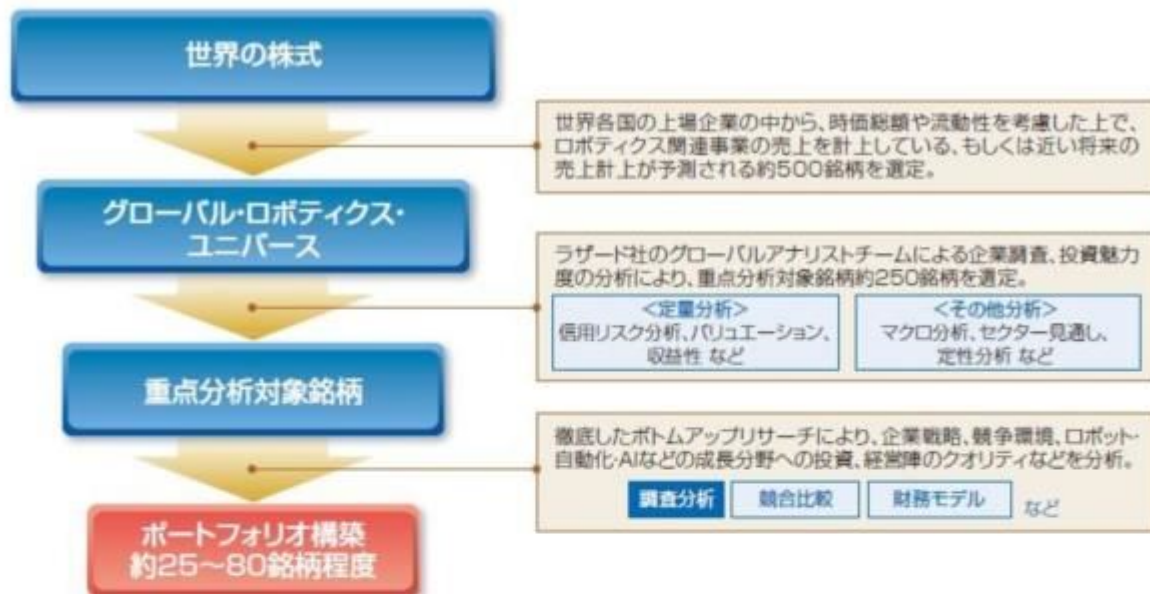 世界の株式
世界各国の上場企業の中から、時価総額や流動性を考慮した上で、
ロボティクス関連事業の売上を計上している、もしくは近い将来の
売上計上が予測される約500銘柄を選定。
グローバル・ロボティクス・
ユニバース
ラザード社のグローバルアナリストチームによる企業調査、投資魅力
度の分析により、重点分析対象銘柄約250銘柄を選定。
<定量分析>
信用リスク分析、バリュエーション、
収益性 など
<その他分析>
マクロ分析、セクター見通し、
定性分析 など
重点分析対象銘柄
徹底したボトムアップリサーチにより、企業戦略、競争環境、ロボット・
自動化・AIなどの成長分野への投資、経営陣のクオリティなどを分析。
調査分析
競合比較
財務モデル
など
ポートフォリオ構築
約25～80銘柄程度